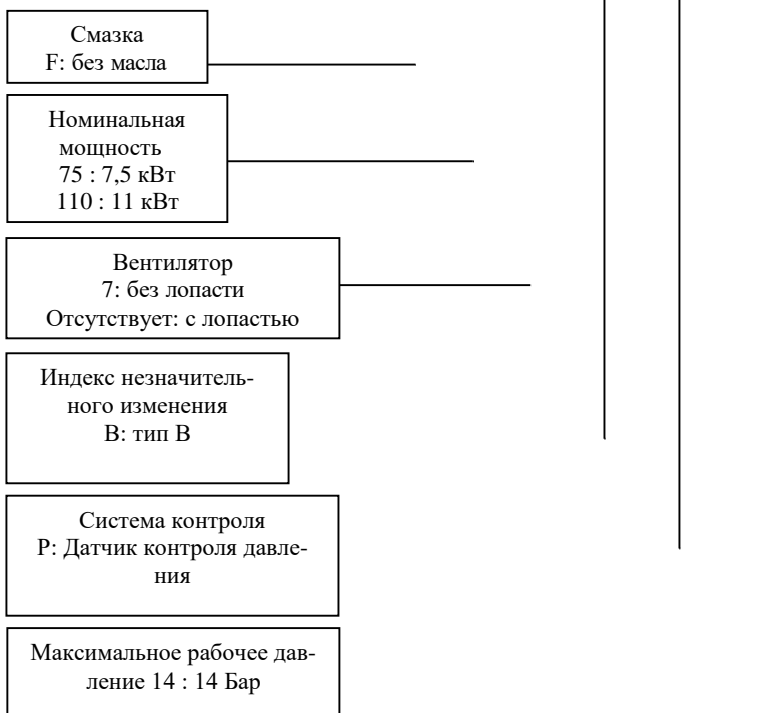 Смазка
F: без масла
Номинальная
мощность
75 : 7,5 кВт
110 : 11 кВт
Вентилятор
7: без лопасти
Отсутствует: с лопастью
Индекс незначитель-
ного изменения
B: тип B
Система контроля
P: Датчик контроля давле-
ния
Максимальное рабочее дав-
ление 14 : 14 Бар